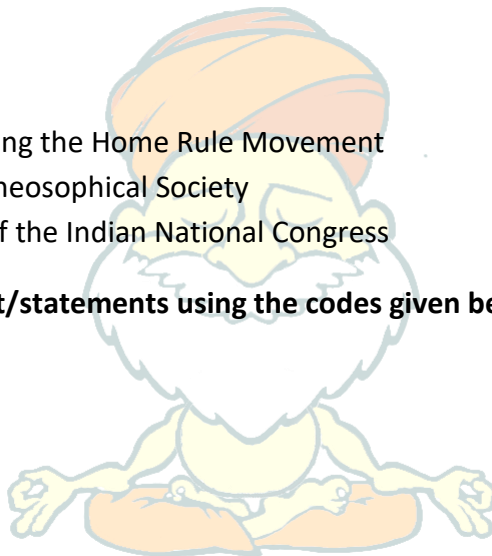 ng the Home Rule Movement
heosophical Society
f the Indian National Congress
t/statements using the codes given be